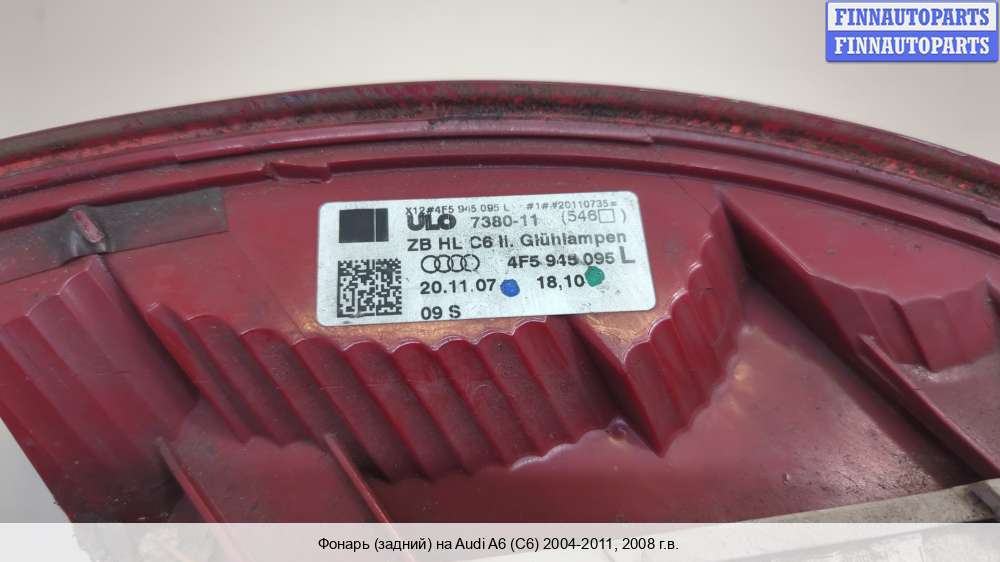 FINNAUTOPARTS
FINNAUTOPARTS
X12#4F5 945 095 L #1#*20110735*=
ULO 7380-11 (546□)
ZB HL C6 II. Glühlampen
4F5 945 095 L
20.11.07 18,10
09 S
Фонарь (задний) на Audi A6 (C6) 2004-2011, 2008 г.в.